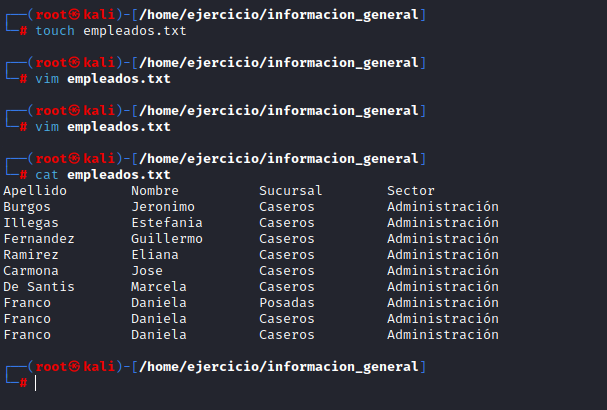 ┌──(root㉿kali)-[/home/ejercicio/informacion_general]
└─# touch empleados.txt
┌──(root㉿kali)-[/home/ejercicio/informacion_general]
└─# vim empleados.txt
┌──(root㉿kali)-[/home/ejercicio/informacion_general]
└─# vim empleados.txt
┌──(root㉿kali)-[/home/ejercicio/informacion_general]
└─# cat empleados.txt
Apellido        Nombre          Sucursal        Sector
Burgos          Jeronimo        Caseros         Administración
Illegas         Estefania       Caseros         Administración
Fernandez       Guillermo       Caseros         Administración
Ramirez         Eliana          Caseros         Administración
Carmona         Jose            Caseros         Administración
De Santis       Marcela         Caseros         Administración
Franco          Daniela         Posadas         Administración
Franco          Daniela         Caseros         Administración
Franco          Daniela         Caseros         Administración
┌──(root㉿kali)-[/home/ejercicio/informacion_general]
└─#